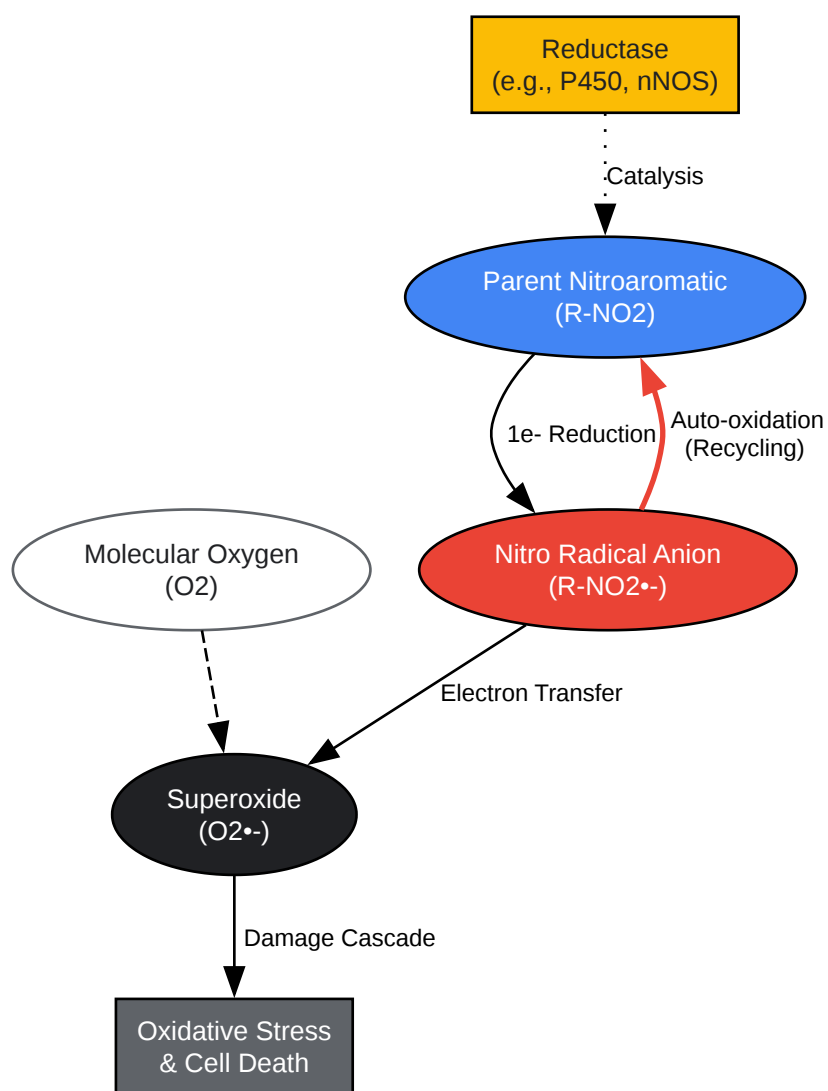 Reductase
(e.g., P450, nNOS)
Catalysis
Parent Nitroaromatic
(R-NO2)
1e- Reduction
Auto-oxidation
(Recycling)
Molecular Oxygen
(O2)
Nitro Radical Anion
(R-NO2•-)
Electron Transfer
Superoxide
(O2•-)
Damage Cascade
Oxidative Stress
& Cell Death